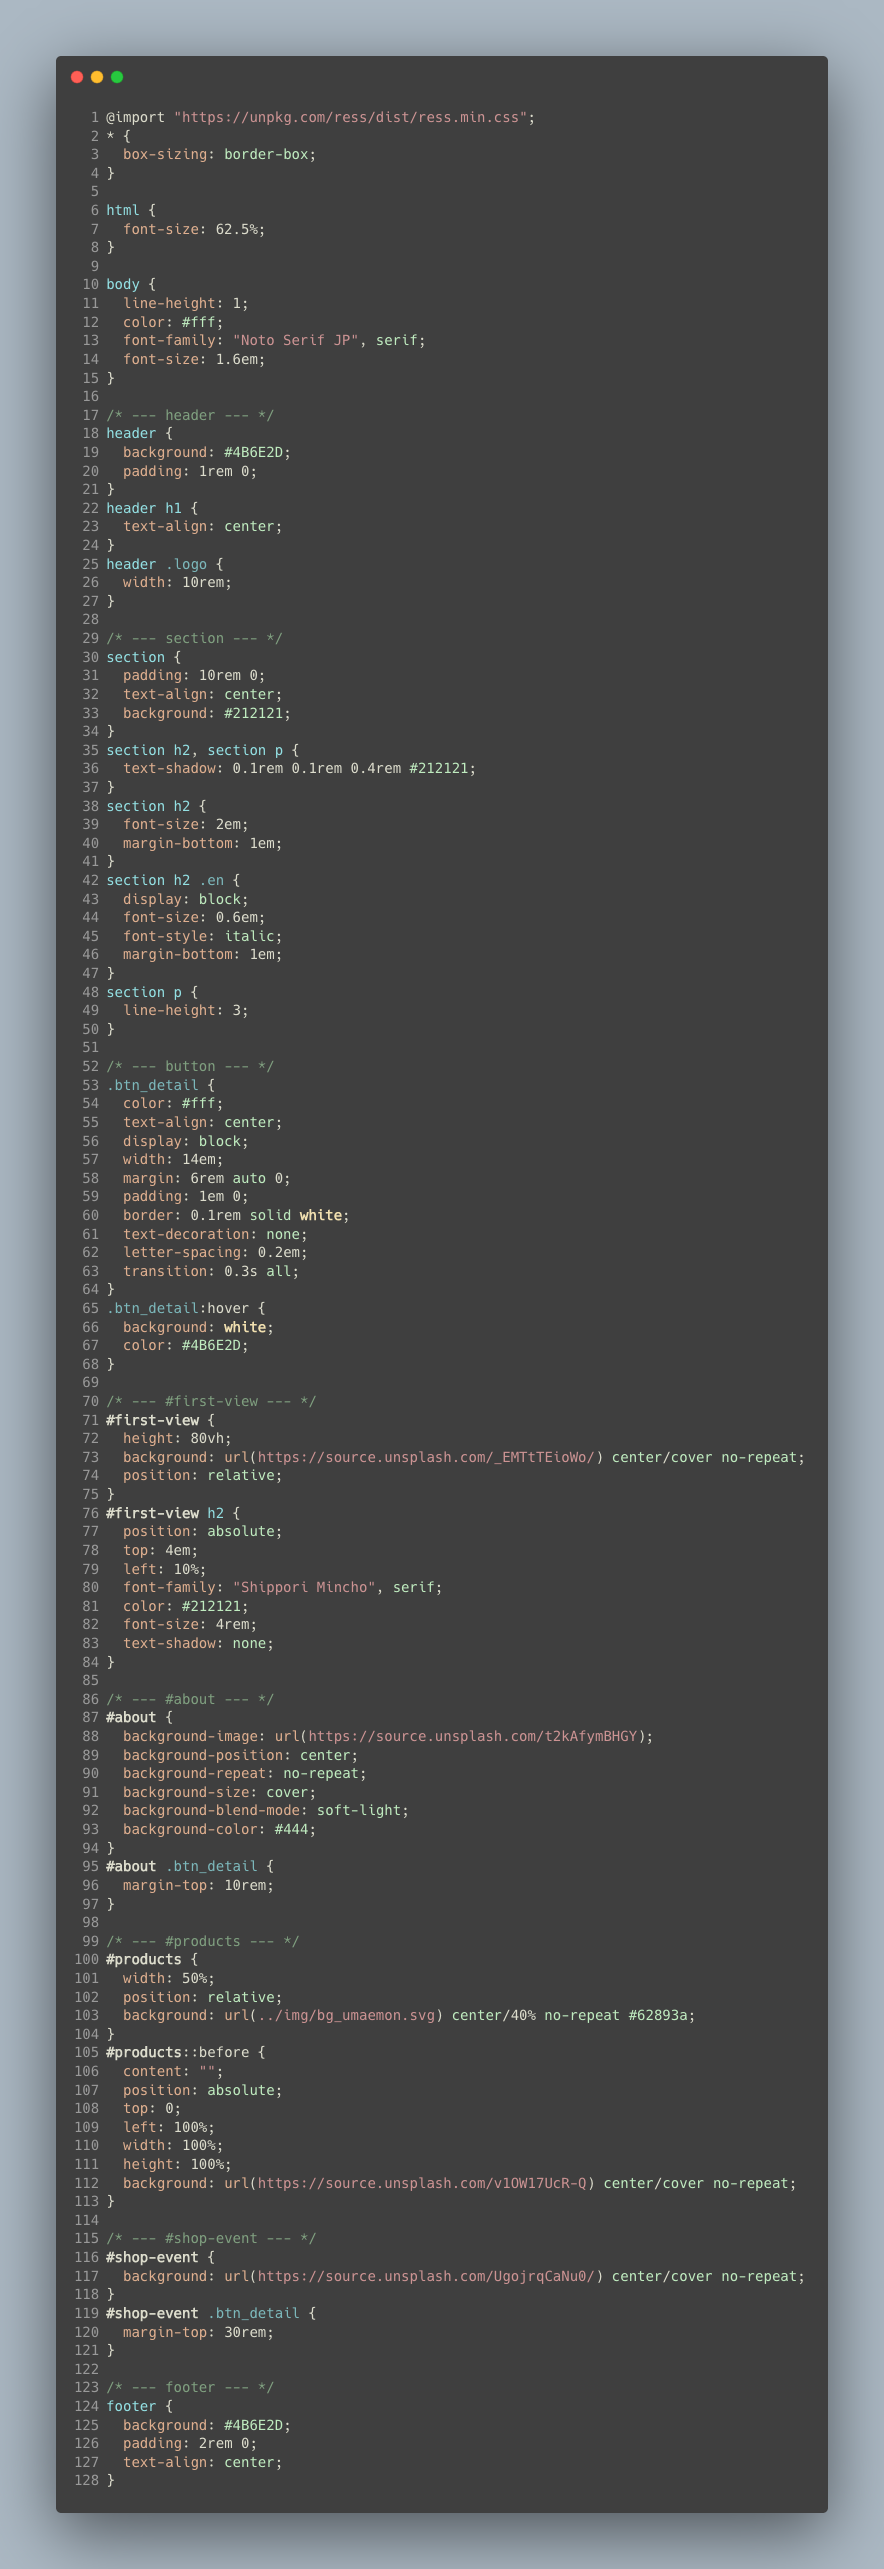 1 @import "https://unpkg.com/ress/dist/ress.min.css";
2 * {
3   box-sizing: border-box;
4 }
5
6 html {
7   font-size: 62.5%;
8 }
9
10 body {
11   line-height: 1;
12   color: #fff;
13   font-family: "Noto Serif JP", serif;
14   font-size: 1.6em;
15 }
16
17 /* --- header --- */
18 header {
19   background: #4B6E2D;
20   padding: 1rem 0;
21 }
22 header h1 {
23   text-align: center;
24 }
25 header .logo {
26   width: 10rem;
27 }
28
29 /* --- section --- */
30 section {
31   padding: 10rem 0;
32   text-align: center;
33   background: #212121;
34 }
35 section h2, section p {
36   text-shadow: 0.1rem 0.1rem 0.4rem #212121;
37 }
38 section h2 {
39   font-size: 2em;
40   margin-bottom: 1em;
41 }
42 section h2 .en {
43   display: block;
44   font-size: 0.6em;
45   font-style: italic;
46   margin-bottom: 1em;
47 }
48 section p {
49   line-height: 3;
50 }
51
52 /* --- button --- */
53 .btn_detail {
54   color: #fff;
55   text-align: center;
56   display: block;
57   width: 14em;
58   margin: 6rem auto 0;
59   padding: 1em 0;
60   border: 0.1rem solid white;
61   text-decoration: none;
62   letter-spacing: 0.2em;
63   transition: 0.3s all;
64 }
65 .btn_detail:hover {
66   background: white;
67   color: #4B6E2D;
68 }
69
70 /* --- #first-view --- */
71 #first-view {
72   height: 80vh;
73   background: url(https://source.unsplash.com/_EMTtTEioWo/) center/cover no-repeat;
74   position: relative;
75 }
76 #first-view h2 {
77   position: absolute;
78   top: 4em;
79   left: 10%;
80   font-family: "Shippori Mincho", serif;
81   color: #212121;
82   font-size: 4rem;
83   text-shadow: none;
84 }
85
86 /* --- #about --- */
87 #about {
88   background-image: url(https://source.unsplash.com/t2kAfymBHGY);
89   background-position: center;
90   background-repeat: no-repeat;
91   background-size: cover;
92   background-blend-mode: soft-light;
93   background-color: #444;
94 }
95 #about .btn_detail {
96   margin-top: 10rem;
97 }
98
99 /* --- #products --- */
100 #products {
101   width: 50%;
102   position: relative;
103   background: url(../img/bg_umaemon.svg) center/40% no-repeat #62893a;
104 }
105 #products::before {
106   content: "";
107   position: absolute;
108   top: 0;
109   left: 100%;
110   width: 100%;
111   height: 100%;
112   background: url(https://source.unsplash.com/v1OW17UcR-Q) center/cover no-repeat;
113 }
114
115 /* --- #shop-event --- */
116 #shop-event {
117   background: url(https://source.unsplash.com/UgojrqCaNu0/) center/cover no-repeat;
118 }
119 #shop-event .btn_detail {
120   margin-top: 30rem;
121 }
122
123 /* --- footer --- */
124 footer {
125   background: #4B6E2D;
126   padding: 2rem 0;
127   text-align: center;
128 }